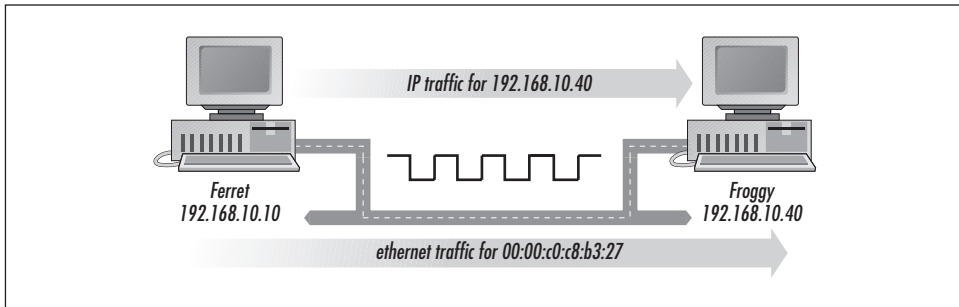 IP traffic for 192.168.10.40
Ferret
192.168.10.10
Froggy
192.168.10.40
ethernet traffic for 00:00:c0:c8:b3:27